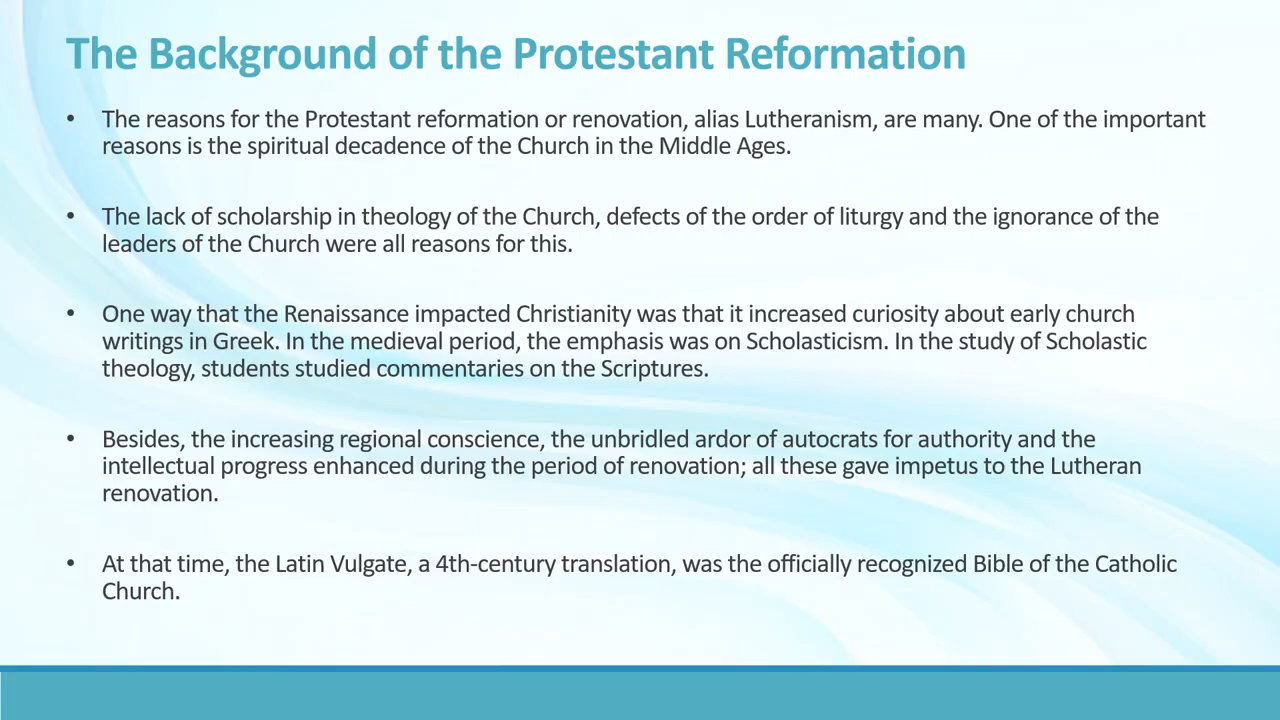 The Background of the Protestant Reformation
• The reasons for the Protestant reformation or renovation, alias Lutheranism, are many. One of the important
reasons is the spiritual decadence of the Church in the Middle Ages.
• The lack of scholarship in theology of the Church, defects of the order of liturgy and the ignorance of the
leaders of the Church were all reasons for this.
• One way that the Renaissance impacted Christianity was that it increased curiosity about early church
writings in Greek. In the medieval period, the emphasis was on Scholasticism. In the study of Scholastic
theology, students studied commentaries on the Scriptures.
• Besides, the increasing regional conscience, the unbridled ardor of autocrats for authority and the
intellectual progress enhanced during the period of renovation; all these gave impetus to the Lutheran
renovation.
• At that time, the Latin Vulgate, a 4th-century translation, was the officially recognized Bible of the Catholic
Church.